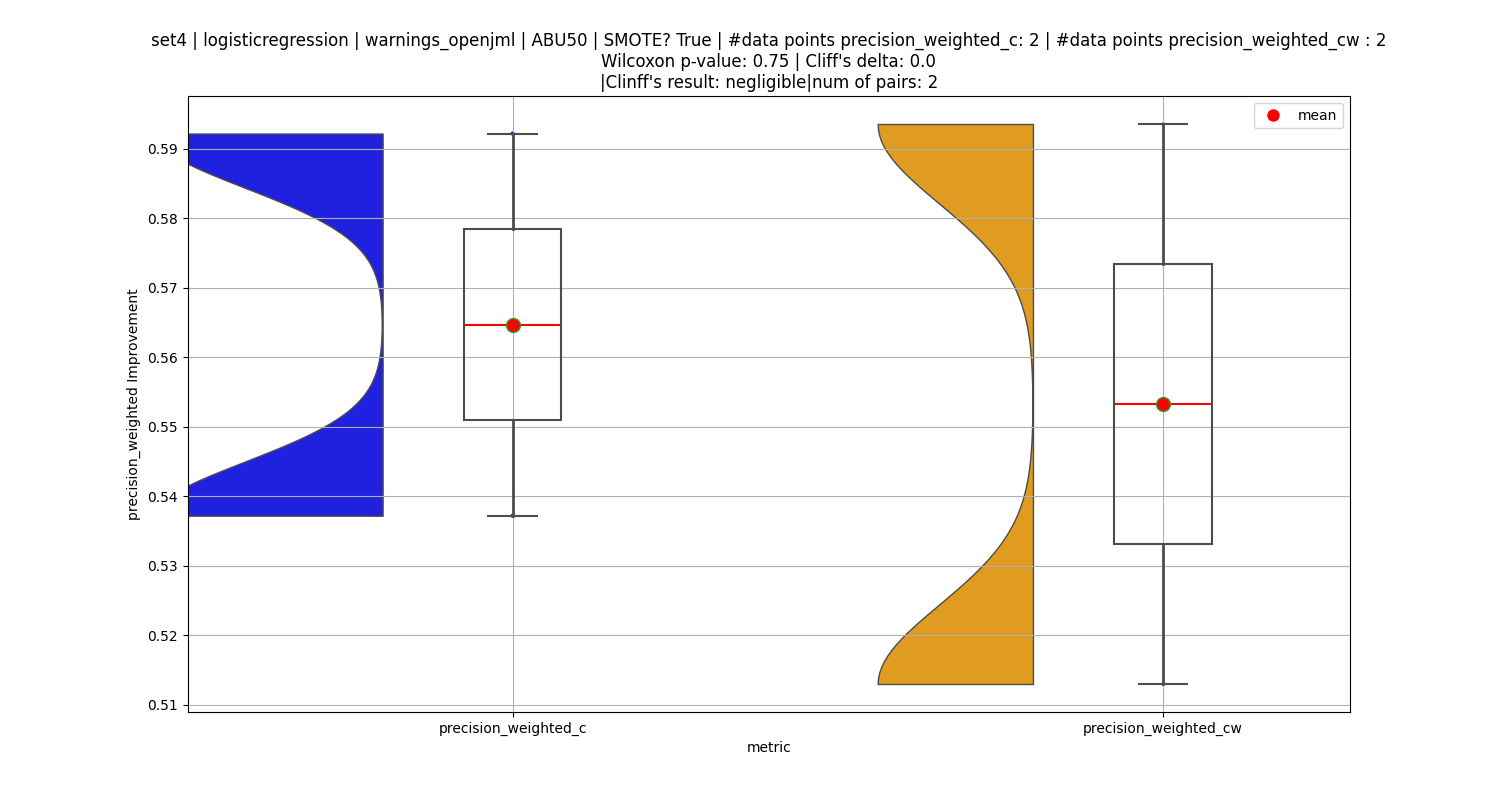 set4 | logisticregression | warnings_openjml | ABU50 | SMOTE? True | #data points precision_weighted_c: 2 | #data points precision_weighted_cw : 2
Wilcoxon p-value: 0.75 | Cliff's delta: 0.0
|Clinff's result: negligible|num of pairs: 2
mean
0.59
0.58
0.57
0.56
0.55
0.54
0.53
0.52
0.51
precision_weighted Improvement
precision_weighted_c
precision_weighted_cw
metric